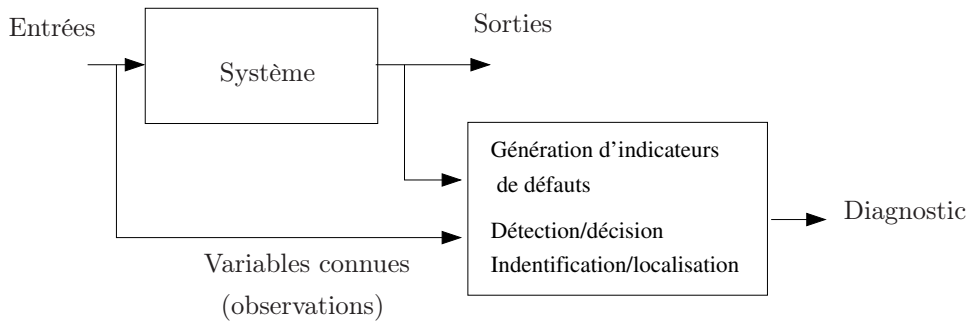 Entrées
Sorties
Système
Génération d'indicateurs
de défauts
Diagnostic
Détection/décision
Indentification/localisation
Variables connues
(observations)